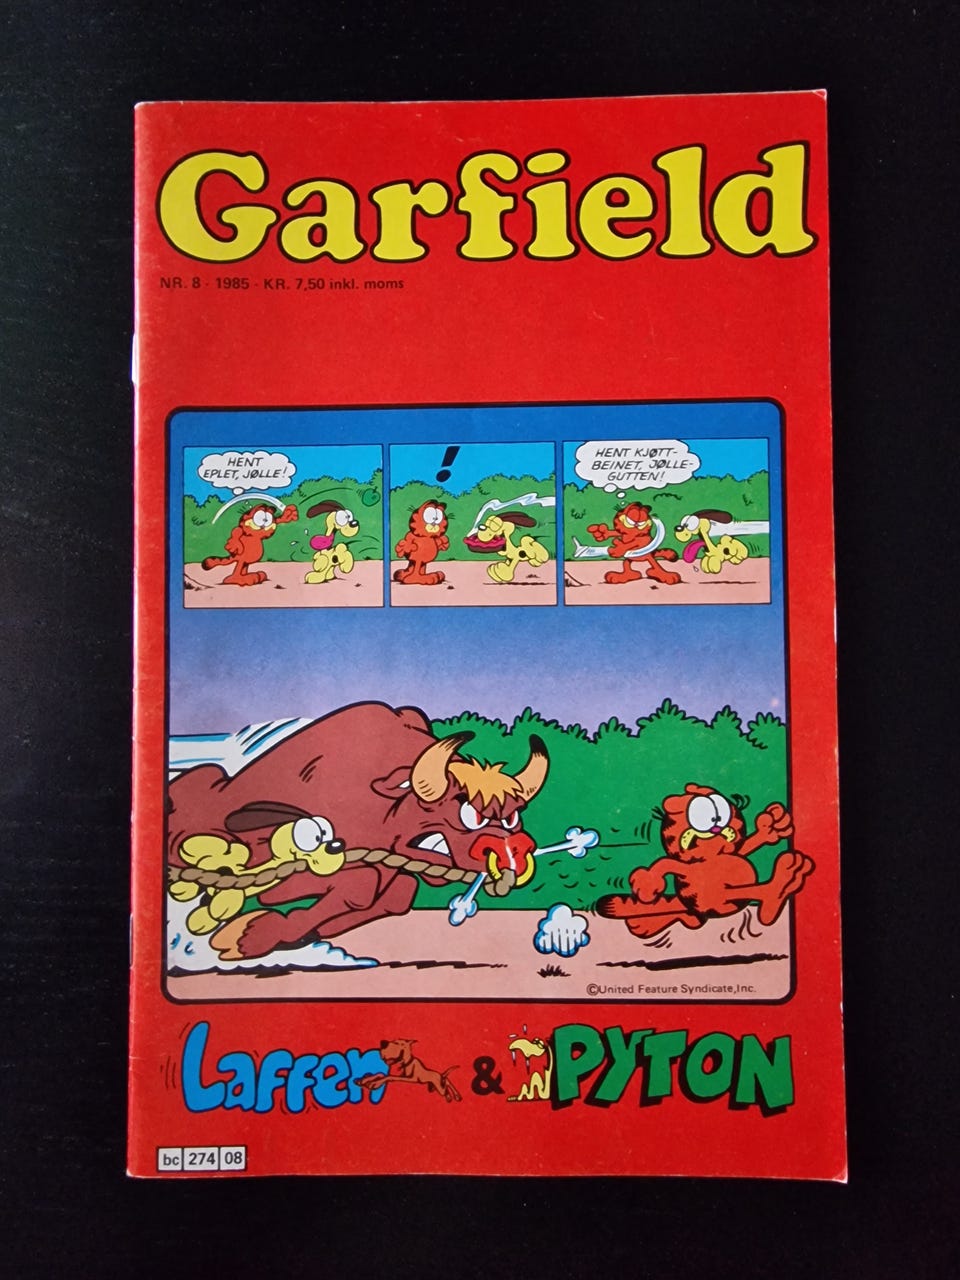 Garfield
NR. 8 - 1985 - KR. 7,50 inkl. moms
HENT
EPLET, JØLLE!
!
HENT KJØTT-
BEINET, JØLLE-
GUTTEN!
©United Feature Syndicate, Inc.
Laffen & PYTON
bc 274 08